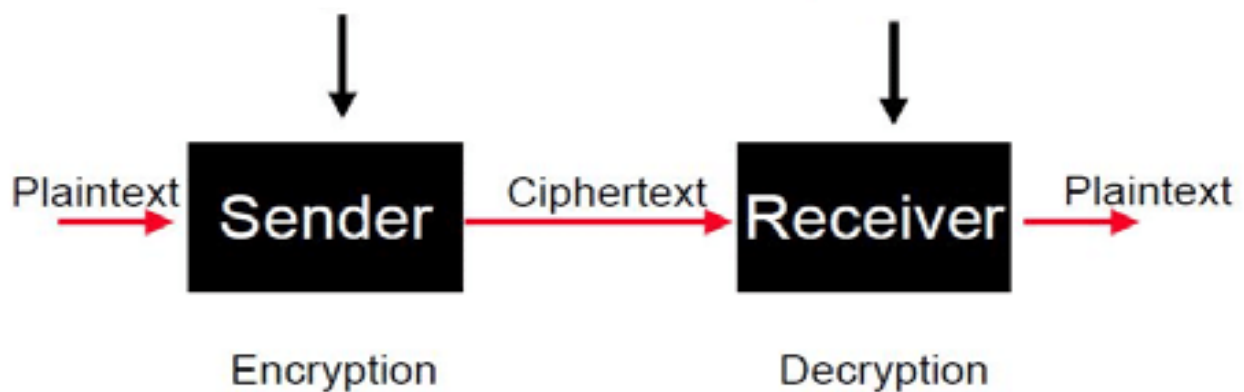 Plaintext Sender Ciphertext Receiver Plaintext
Encryption Decryption